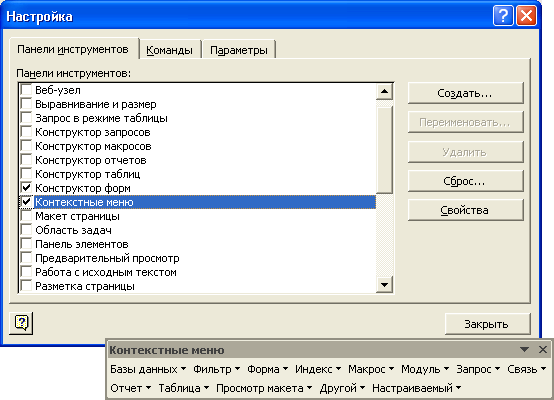 Настройка
Панели инструментов Команды Параметры
Панели инструментов:
Веб-узел
Выравнивание и размер
Запрос в режиме таблицы
Конструктор запросов
Конструктор макросов
Конструктор отчетов
Конструктор таблиц
Конструктор форм
Контекстные меню
Макет страницы
Область задач
Панель элементов
Предварительный просмотр
Работа с исходным текстом
Разметка страницы
Создать...
Переименовать...
Удалить
Сброс...
Свойства
Закрыть
Контекстные меню
Базы данных Фильтр Форма Индекс Макрос Модуль Запрос Связь
Отчет Таблица Просмотр макета Другой Настраиваемый